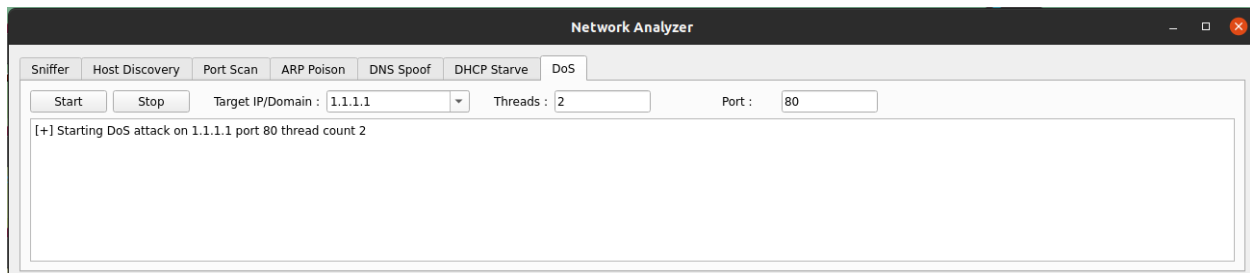 Network Analyzer
Sniffer Host Discovery Port Scan ARP Poison DNS Spoof DHCP Starve DoS
Start Stop Target IP/Domain : 1.1.1.1 Threads : 2 Port : 80
[+] Starting DoS attack on 1.1.1.1 port 80 thread count 2